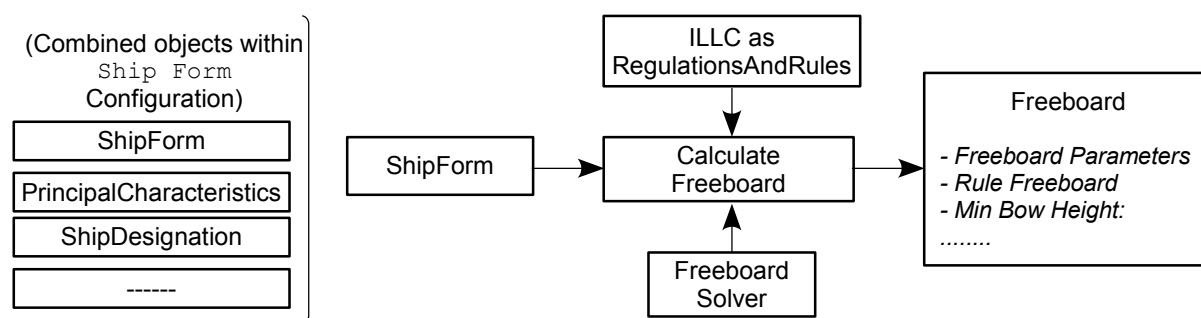 (Combined objects within
Ship Form
Configuration)
ShipForm
PrincipalCharacteristics
ShipDesignation
------
ShipForm
ILLC as
RegulationsAndRules
Calculate
Freeboard
Freeboard
Solver
Freeboard
- Freeboard Parameters
- Rule Freeboard
- Min Bow Height:
........